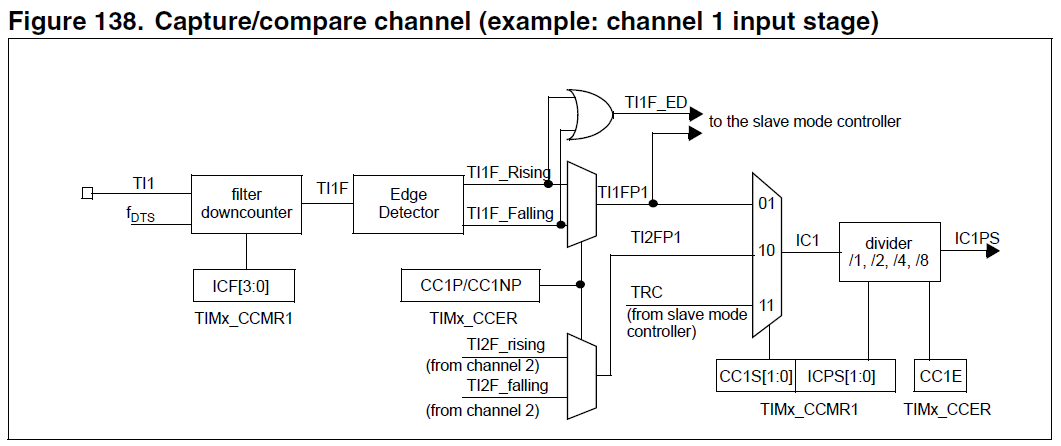 Figure 138. Capture/compare channel (example: channel 1 input stage)
TI1F_ED
to the slave mode controller
TI1
fDTS
filter
downcounter
TI1F
Edge
Detector
TI1F_Rising
TI1F_Falling
TI1FP1
01
TI2FP1
10
IC1
divider
/1, /2, /4, /8
IC1PS
ICF[3:0]
TIMx_CCMR1
CC1P/CC1NP
TIMx_CCER
TRC
11
(from slave mode
controller)
TI2F_rising
(from channel 2)
TI2F_falling
(from channel 2)
CC1S[1:0]
ICPS[1:0]
CC1E
TIMx_CCMR1
TIMx_CCER